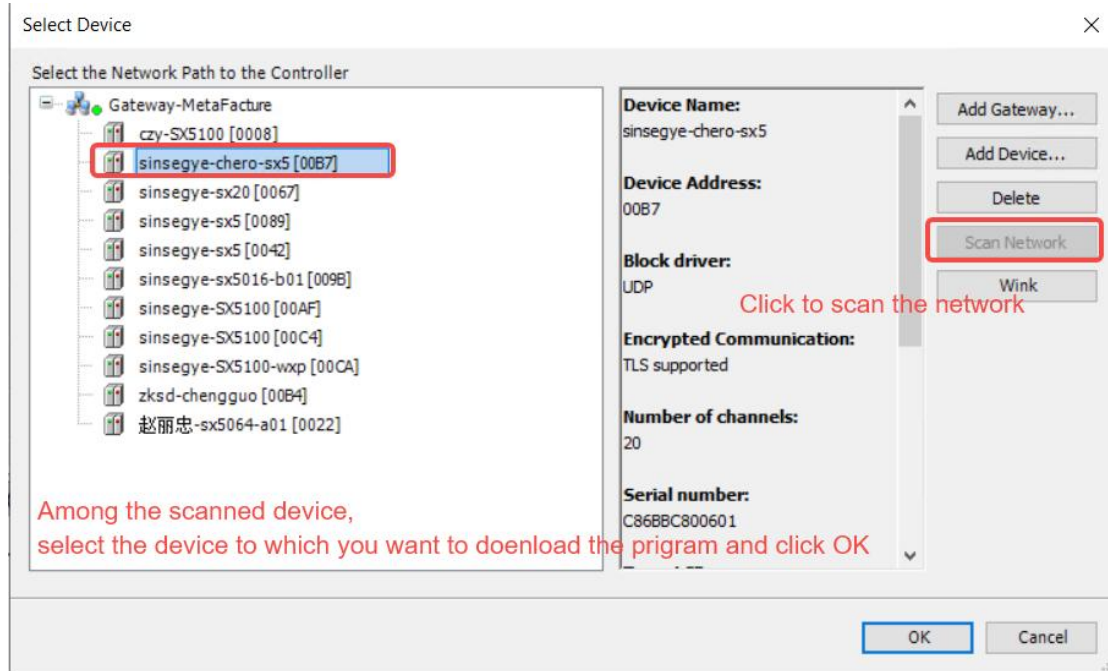 Select Device
Select the Network Path to the Controller
Gateway-MetaFacture
czy-SX5100 [0008]
sinsegye-chero-sx5 [00B7]
sinsegye-sx20 [0067]
sinsegye-sx5 [0089]
sinsegye-sx5 [0042]
sinsegye-sx5016-b01 [009B]
sinsegye-SX5100 [00AF]
sinsegye-SX5100 [00C4]
sinsegye-SX5100-wxp [00CA]
zksd-chengguo [00B4]
赵丽忠-sx5064-a01 [0022]
Device Name:
sinsegye-chero-sx5
Device Address:
00B7
Block driver:
UDP
Encrypted Communication:
TLS supported
Number of channels:
20
Serial number:
C86BBC800601
Add Gateway...
Add Device...
Delete
Scan Network
Wink
Click to scan the network
Among the scanned device,
select the device to which you want to doenload the prigram and click OK
OK
Cancel